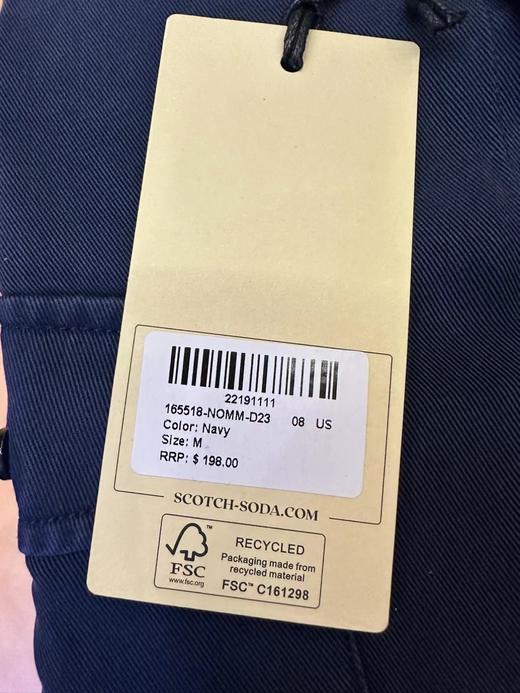 22191111
165518-NOMM-D23 08 US
Color: Navy
Size: M
RRP: $ 198.00
SCOTCH-SODA.COM
FSC
™
www.fsc.org
RECYCLED
Packaging made from
recycled material
FSC™ C161298